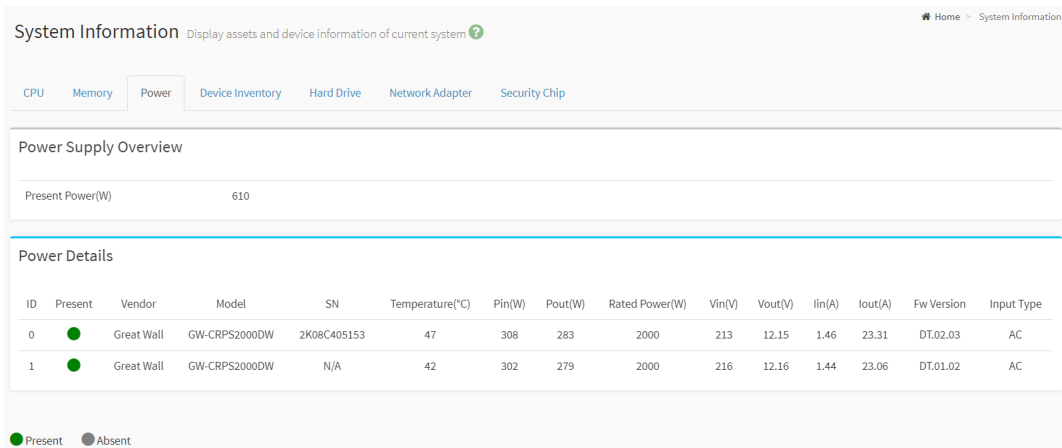 Home > System Information
System Information Display assets and device information of current system ?
CPU Memory Power Device Inventory Hard Drive Network Adapter Security Chip
Power Supply Overview
Present Power(W) 610
Power Details
ID Present Vendor Model SN Temperature(°C) Pin(W) Pout(W) Rated Power(W) Vin(V) Vout(V) Iin(A) Iout(A) Fw Version Input Type
0 Great Wall GW-CRPS2000DW 2K08C405153 47 308 283 2000 213 12.15 1.46 23.31 DT.02.03 AC
1 Great Wall GW-CRPS2000DW N/A 42 302 279 2000 216 12.16 1.44 23.06 DT.01.02 AC
Present Absent